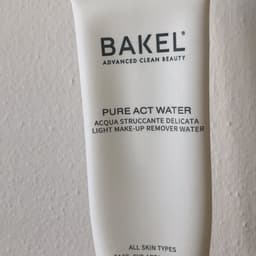 BAKEL®
ADVANCED CLEAN BEAUTY
PURE ACT WATER
ACQUA STRUCCANTE DELICATA
LIGHT MAKE-UP REMOVER WATER
ALL SKIN TYPES